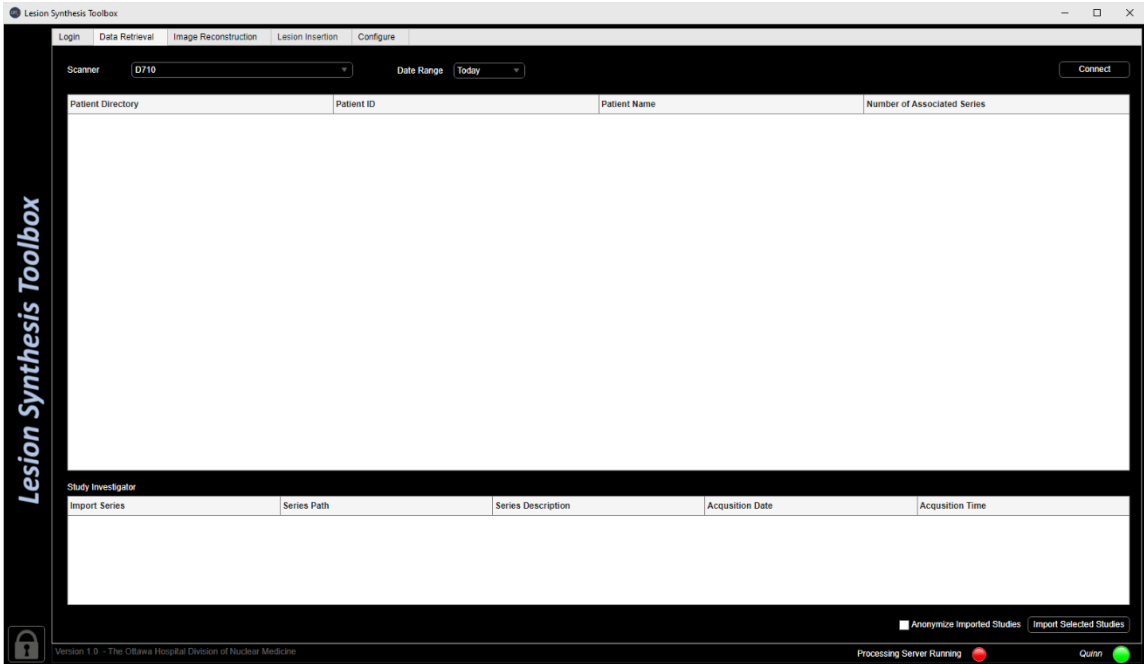 Lesion Synthesis Toolbox
Login Data Retrieval Image Reconstruction Lesion Insertion Configure
Scanner D710 Date Range Today Connect
Patient Directory Patient ID Patient Name Number of Associated Series
Lesion Synthesis Toolbox
Study Investigator
Import Series Series Path Series Description Acqusition Date Acqusition Time
Anonymize Imported Studies Import Selected Studies
Version 1.0 - The Ottawa Hospital Division of Nuclear Medicine Processing Server Running Quinn